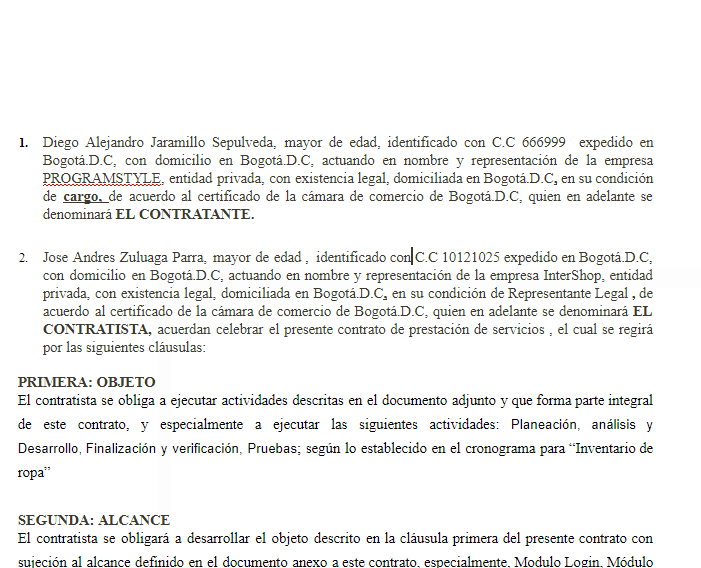 1. Diego Alejandro Jaramillo Sepulveda, mayor de edad, identificado con C.C 666999 expedido en
Bogotá.D.C, con domicilio en Bogotá.D.C, actuando en nombre y representación de la empresa
PROGRAMSTYLE, entidad privada, con existencia legal, domiciliada en Bogotá.D.C, en su condición
de cargo, de acuerdo al certificado de la cámara de comercio de Bogotá.D.C, quien en adelante se
denominará EL CONTRATANTE.
2. Jose Andres Zuluaga Parra, mayor de edad , identificado con C.C 10121025 expedido en Bogotá.D.C,
con domicilio en Bogotá.D.C, actuando en nombre y representación de la empresa InterShop, entidad
privada, con existencia legal, domiciliada en Bogotá.D.C, en su condición de Representante Legal , de
acuerdo al certificado de la cámara de comercio de Bogotá.D.C, quien en adelante se denominará EL
CONTRATISTA, acuerdan celebrar el presente contrato de prestación de servicios , el cual se regirá
por las siguientes cláusulas:
PRIMERA: OBJETO
El contratista se obliga a ejecutar actividades descritas en el documento adjunto y que forma parte integral
de este contrato, y especialmente a ejecutar las siguientes actividades: Planeación, análisis y
Desarrollo, Finalización y verificación, Pruebas; según lo establecido en el cronograma para “Inventario de
ropa”
SEGUNDA: ALCANCE
El contratista se obligará a desarrollar el objeto descrito en la cláusula primera del presente contrato con
sujeción al alcance definido en el documento anexo a este contrato, especialmente, Modulo Login, Módulo